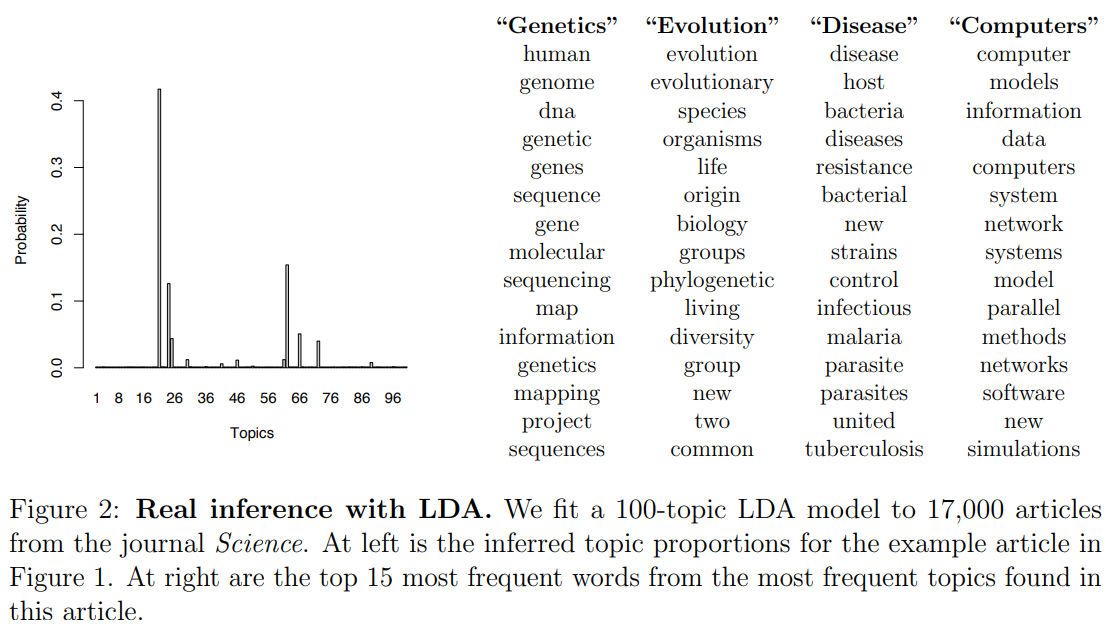 0.4
0.3
0.2
0.1
0.0
Probability
1 8 16 26 36 46 56 66 76 86 96
Topics
“Genetics” “Evolution” “Disease” “Computers”
human evolution disease computer
genome evolutionary host models
dna species bacteria information
genetic organisms diseases data
genes life resistance computers
sequence origin bacterial system
gene biology new network
molecular groups strains systems
sequencing phylogenetic control model
map living infectious parallel
information diversity malaria methods
genetics group parasite networks
mapping new parasites software
project two united new
sequences common tuberculosis simulations
Figure 2: Real inference with LDA. We fit a 100-topic LDA model to 17,000 articles
from the journal Science. At left is the inferred topic proportions for the example article in
Figure 1. At right are the top 15 most frequent words from the most frequent topics found in
this article.